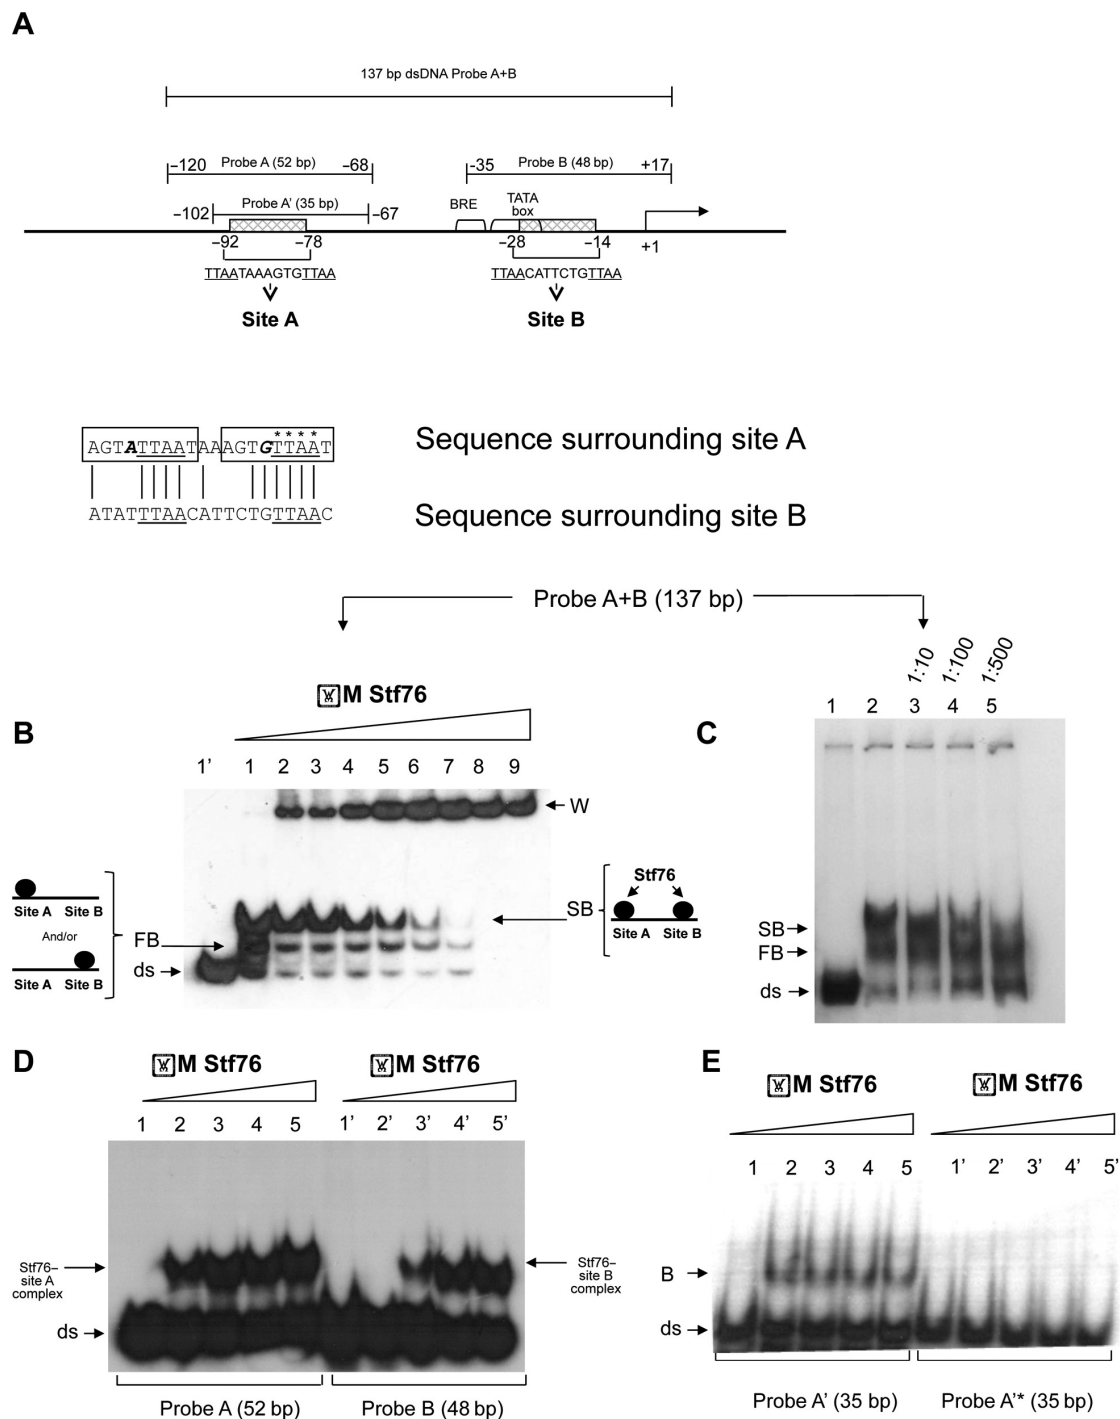 A
137 bp dsDNA Probe A+B
–120 Probe A (52 bp) –68
-35 Probe B (48 bp) +17
–102 Probe A' (35 bp) –67
BRE
TATA
box
–92 –78
–28 –14
+1
TTAATAAAGTGTTAA
TTAACATTCTGTTAA
Site A
Site B
* * * *
AGTATTAATAAAGTGTTAAT
Sequence surrounding site A
ATATTTAACATTCTGTTAAC
Sequence surrounding site B
Probe A+B (137 bp)
B
M Stf76
1' 1 2 3 4 5 6 7 8 9
W
SB
FB
ds
Site A Site B
And/or
Site A Site B
Stf76
Site A Site B
C
1:10 1:100 1:500
1 2 3 4 5
SB
FB
ds
D
M Stf76 M Stf76
1 2 3 4 5 1' 2' 3' 4' 5'
Stf76–
site A
complex
Stf76–
site B
complex
ds
Probe A (52 bp) Probe B (48 bp)
E
M Stf76 M Stf76
1 2 3 4 5 1' 2' 3' 4' 5'
B
ds
Probe A' (35 bp) Probe A'* (35 bp)